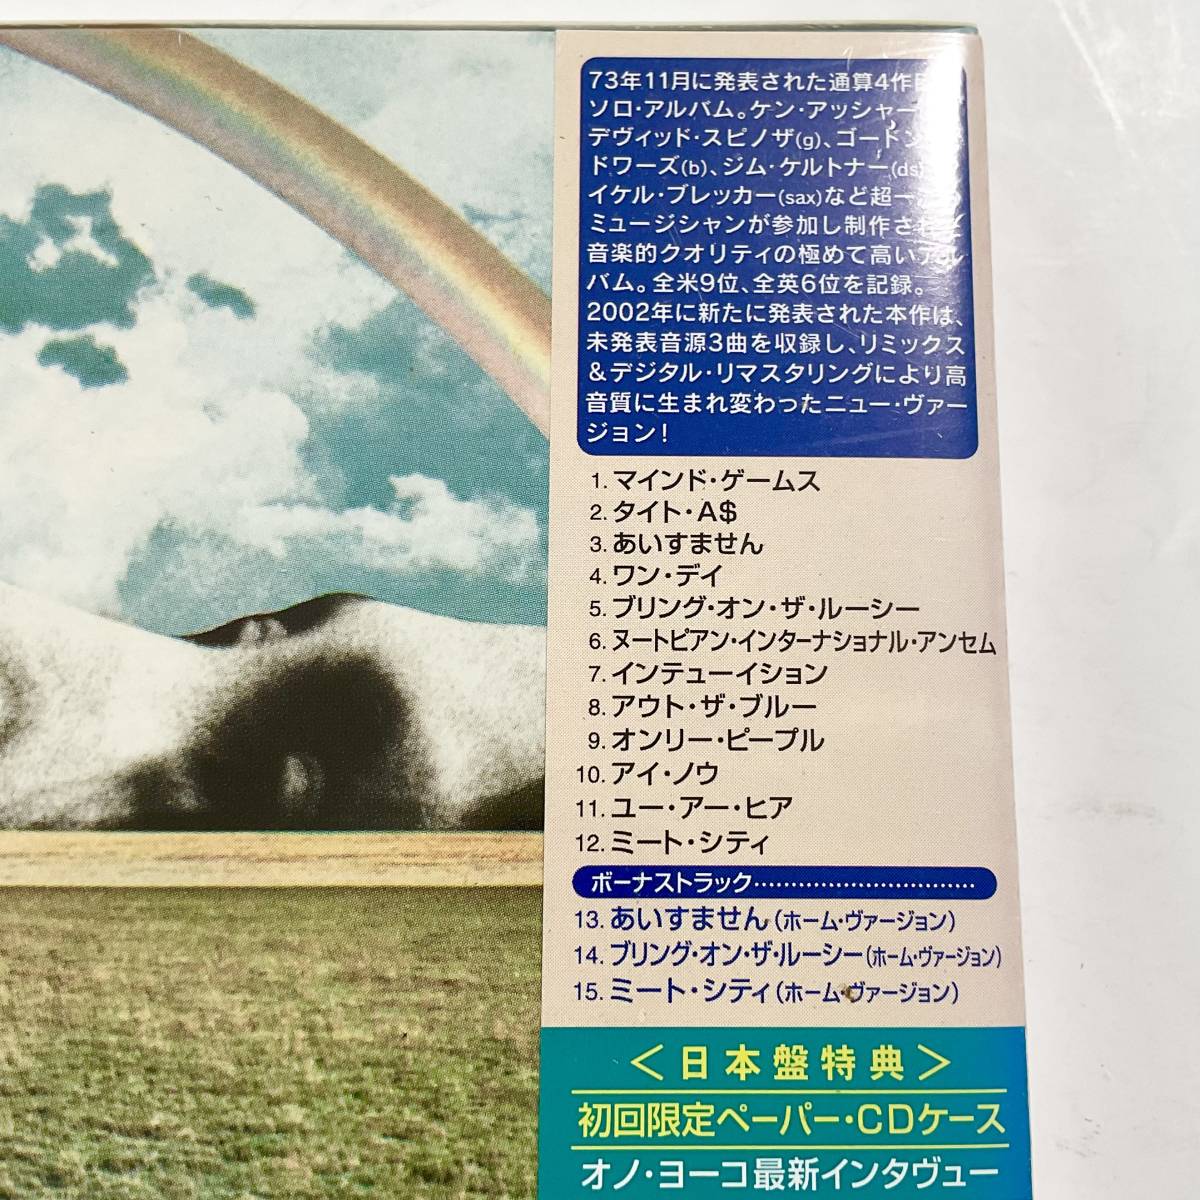 73年11月に発表された通算4作目
ソロ・アルバム。ケン・アッシャー
デヴィッド・スピノザ(g)、ゴードン
ドワーズ(b)、ジム・ケルトナー(ds)
イケル・ブレッカー(sax)など超一
ミュージシャンが参加し制作された
音楽的クオリティの極めて高いアル
バム。全米9位、全英6位を記録。
2002年に新たに発表された本作は、
未発表音源3曲を収録し、リミックス
&デジタル・リマスタリングにより高
音質に生まれ変わったニュー・ヴァー
ジョン!
1. マインド・ゲームス
2. タイト・A$
3. あいすません
4. ワン・デイ
5. ブリング・オン・ザ・ルーシー
6. ヌートピアン・インターナショナル・アンセム
7. インテューイション
8. アウト・ザ・ブルー
9. オンリー・ピープル
10. アイ・ノウ
11. ユー・アー・ヒア
12. ミート・シティ
ボーナストラック……………………
13. あいすません(ホーム・ヴァージョン)
14. ブリング・オン・ザ・ルーシー(ホーム・ヴァージョン)
15. ミート・シティ(ホーム・ヴァージョン)
<日本盤特典>
初回限定ペーパー・CDケース
オノ・ヨーコ最新インタヴュー